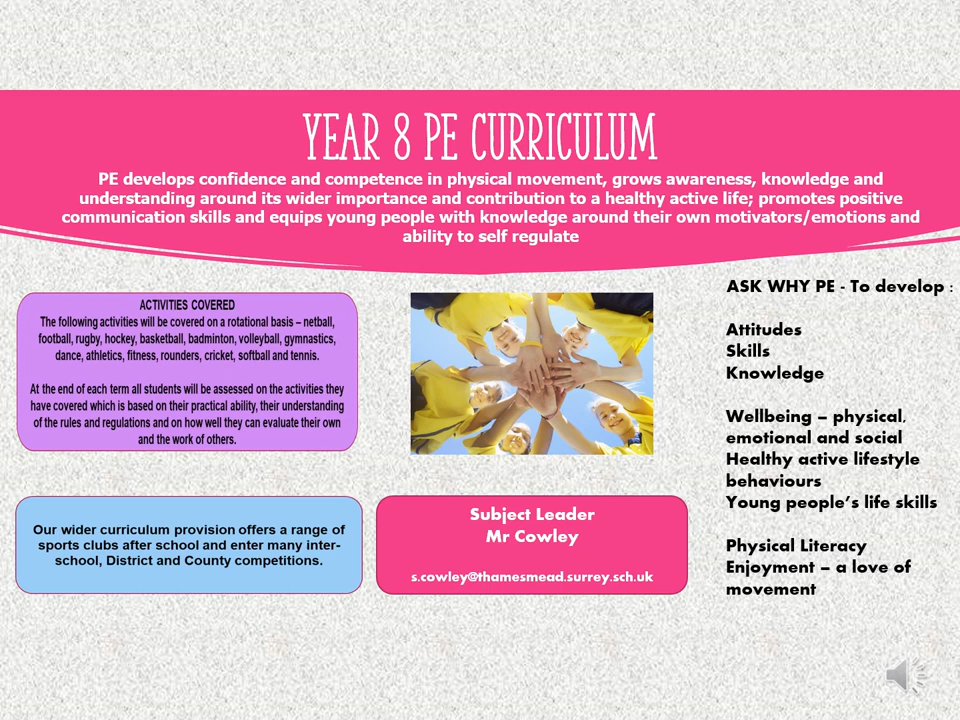 YEAR 8 PE CURRICULUM
PE develops confidence and competence in physical movement, grows awareness, knowledge and
understanding around its wider importance and contribution to a healthy active life; promotes positive
communication skills and equips young people with knowledge around their own motivators/emotions and
ability to self regulate
ACTIVITIES COVERED
The following activities will be covered on a rotational basis – netball,
football, rugby, hockey, basketball, badminton, volleyball, gymnastics,
dance, athletics, fitness, rounders, cricket, softball and tennis.
At the end of each term all students will be assessed on the activities they
have covered which is based on their practical ability, their understanding
of the rules and regulations and on how well they can evaluate their own
and the work of others.
Our wider curriculum provision offers a range of
sports clubs after school and enter many inter-
school, District and County competitions.
Subject Leader
Mr Cowley
s.cowley@thamesmead.surrey.sch.uk
ASK WHY PE - To develop :
Attitudes
Skills
Knowledge
Wellbeing – physical,
emotional and social
Healthy active lifestyle
behaviours
Young people's life skills
Physical Literacy
Enjoyment – a love of
movement